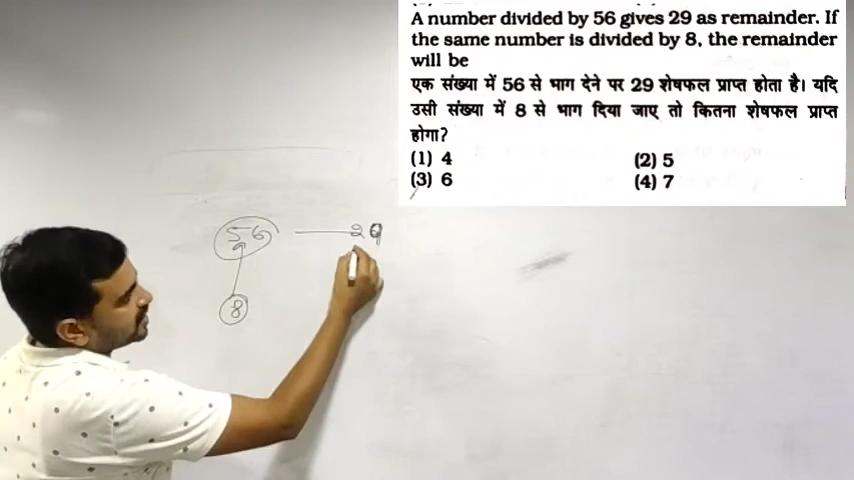 A number divided by 56 gives 29 as remainder. If
the same number is divided by 8, the remainder
will be
एक संख्या में 56 से भाग देने पर 29 शेषफल प्राप्त होता है। यदि
उसी संख्या में 8 से भाग दिया जाए तो कितना शेषफल प्राप्त
होगा?
(1) 4 (2) 5
(3) 6 (4) 7
56 — 29
8